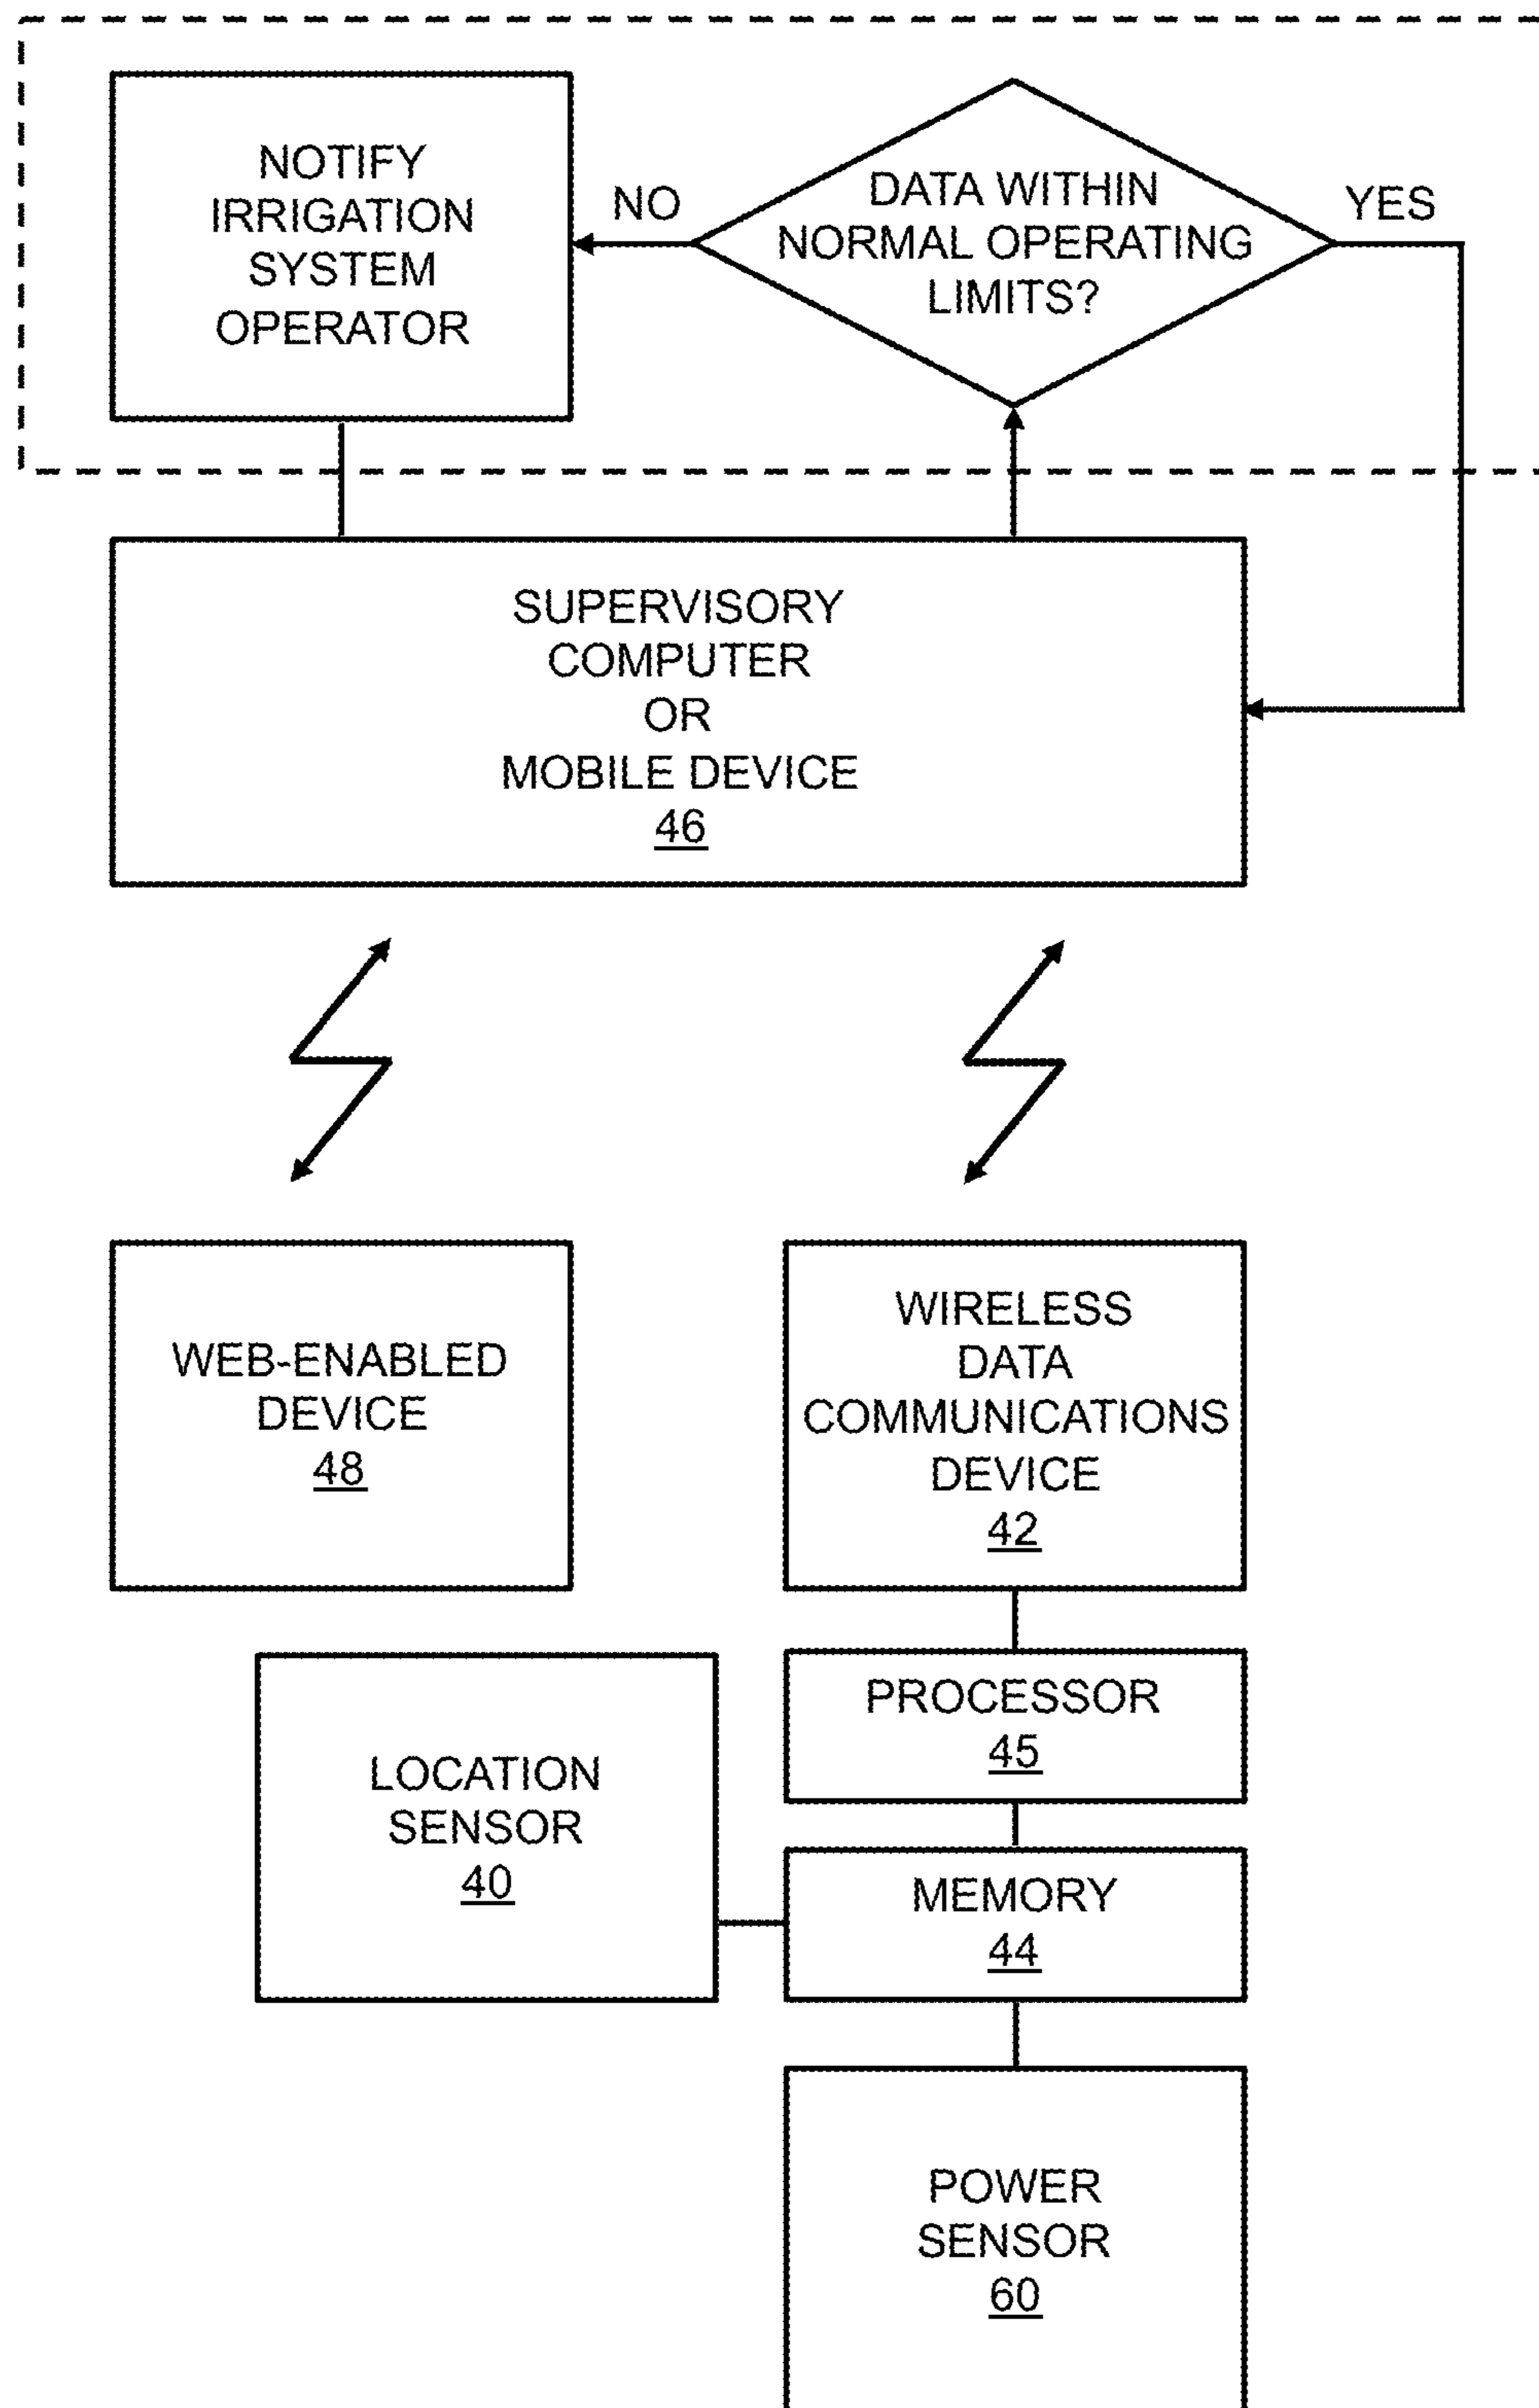 NOTIFY
IRRIGATION
SYSTEM
OPERATOR
NO
DATA WITHIN
NORMAL OPERATING
LIMITS?
YES
SUPERVISORY
COMPUTER
OR
MOBILE DEVICE
46
WEB-ENABLED
DEVICE
48
WIRELESS
DATA
COMMUNICATIONS
DEVICE
42
PROCESSOR
45
LOCATION
SENSOR
40
MEMORY
44
POWER
SENSOR
60